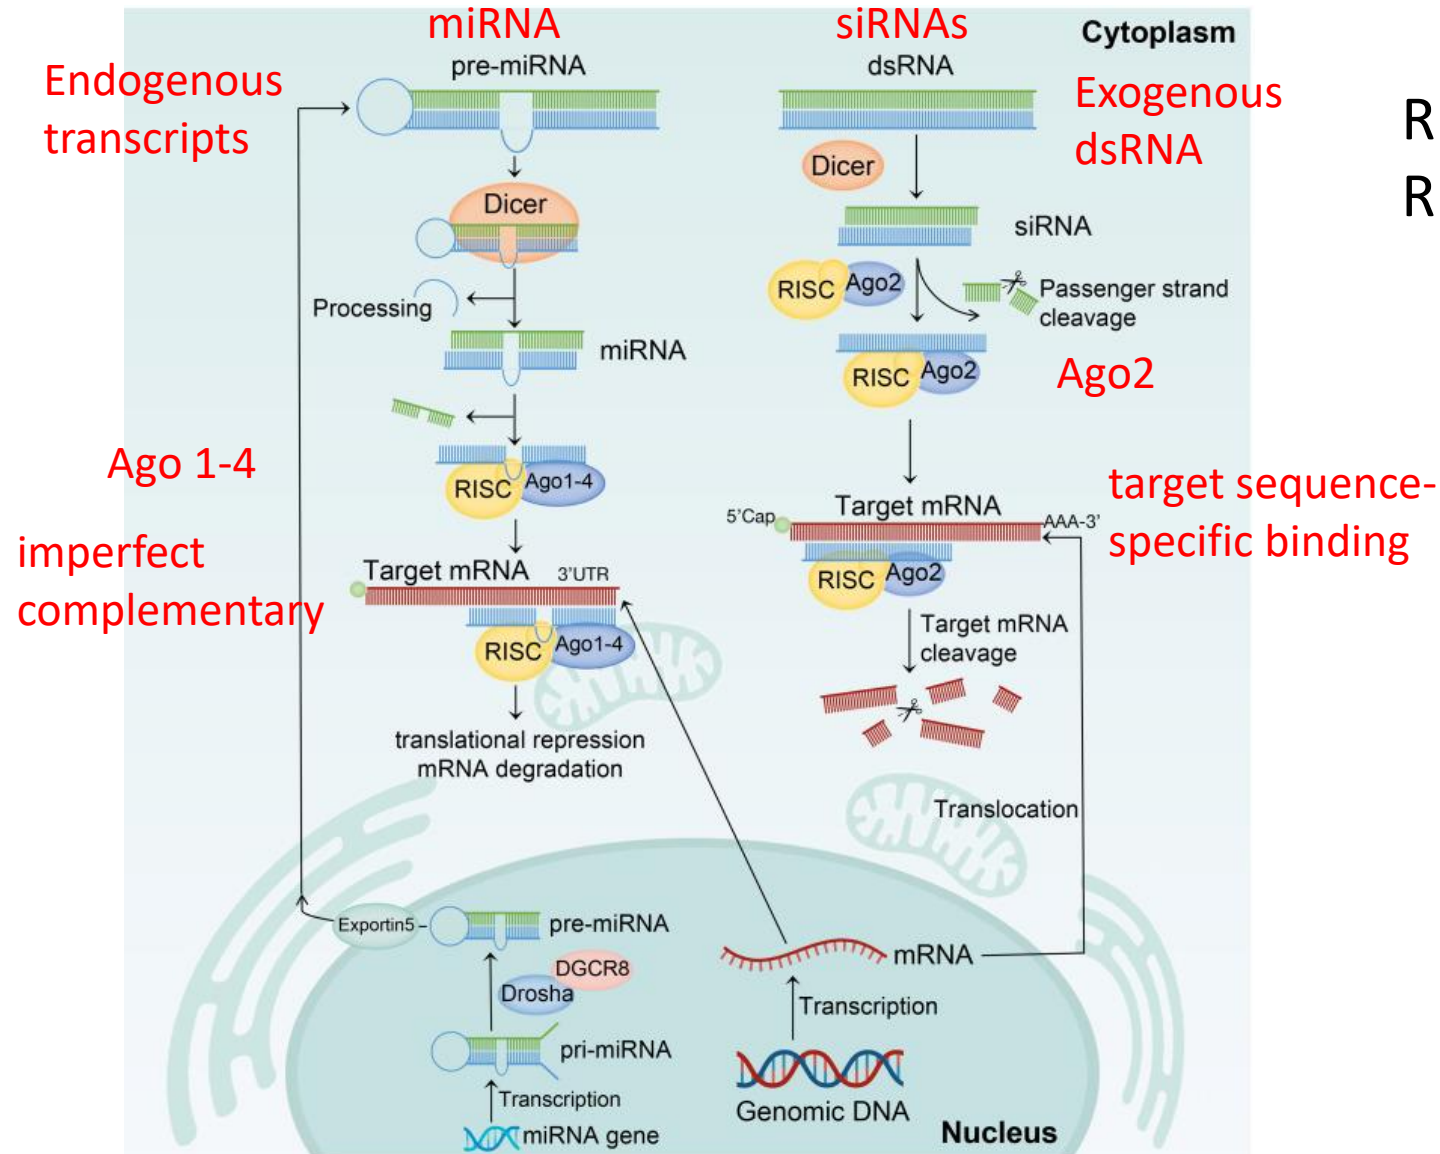 miRNA
siRNAs
Cytoplasm
pre-miRNA
dsRNA
Endogenous
transcripts
Exogenous
dsRNA
R
R
Dicer
Dicer
siRNA
RISC
Ago2
Passenger strand
cleavage
Processing
miRNA
RISC
Ago2
Ago2
Ago 1-4
RISC
Ago1-4
target sequence-
specific binding
5'Cap
Target mRNA
AAA-3'
imperfect
complementary
Target mRNA
3'UTR
RISC
Ago2
RISC
Ago1-4
Target mRNA
cleavage
translational repression
mRNA degradation
Translocation
Exportin5
pre-miRNA
mRNA
DGCR8
Drosha
Transcription
pri-miRNA
Transcription
Genomic DNA
miRNA gene
Nucleus